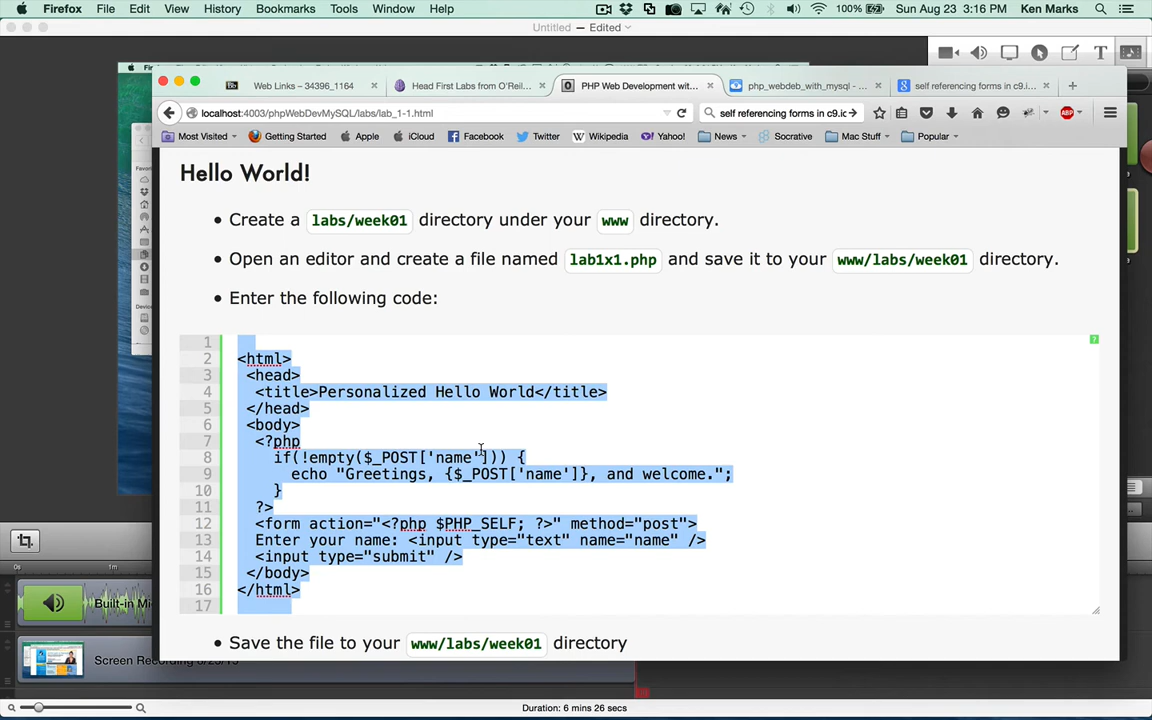 Firefox File Edit View History Bookmarks Tools Window Help 100% Sun Aug 23 3:16 PM Ken Marks
Untitled — Edited
Web Links – 34396_1164 Head First Labs from O'Reil... PHP Web Development wit... php_webdeb_with_mysql - ... self referencing forms in c9.i...
localhost:4003/phpWebDevMySQL/labs/lab_1-1.html self referencing forms in c9.ic
Most Visited Getting Started Apple iCloud Facebook Twitter Wikipedia Yahoo! News Socrative Mac Stuff Popular
Hello World!
• Create a labs/week01 directory under your www directory.
• Open an editor and create a file named lab1x1.php and save it to your www/labs/week01 directory.
• Enter the following code:
1
2 <html>
3 <head>
4 <title>Personalized Hello World</title>
5 </head>
6 <body>
7 <?php
8 if(!empty($_POST['name'])) {
9 echo "Greetings, {$_POST['name']}, and welcome.";
10 }
11 ?>
12 <form action="<?php $PHP_SELF; ?>" method="post">
13 Enter your name: <input type="text" name="name" />
14 <input type="submit" />
15 </body>
16 </html>
17
• Save the file to your www/labs/week01 directory
0s 1m
Built-in Mi
Screen Recording 8/23/15
Duration: 6 mins 26 secs